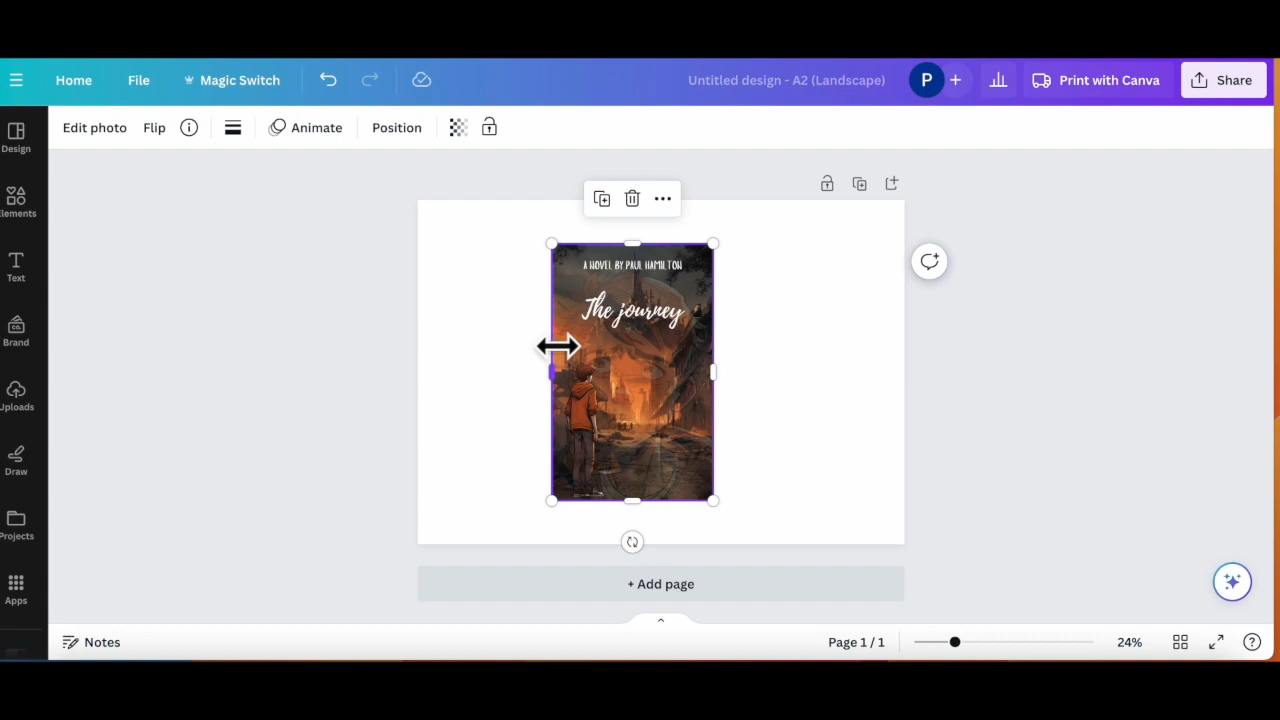 Home File Magic Switch Untitled design - A2 (Landscape) P + Print with Canva Share
Edit photo Flip Animate Position
Design
Elements
Text
Brand
CO.
Uploads
Draw
Projects
Apps
A NOVEL BY PAUL HAMILTON
The journey
+ Add page
Notes Page 1 / 1 24% ?